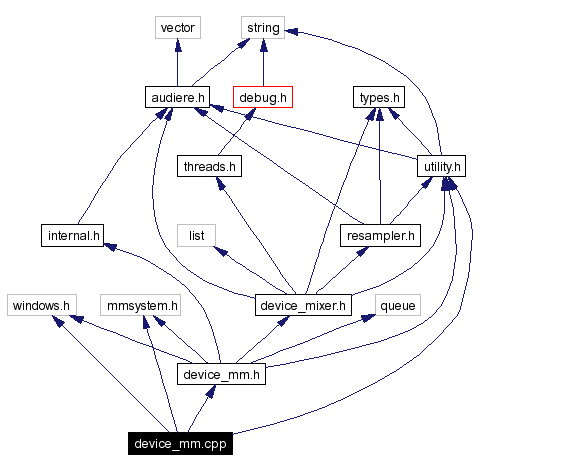 vector
string
audiere.h
debug.h
types.h
threads.h
utility.h
internal.h
list
resampler.h
windows.h
mmsystem.h
device_mixer.h
queue
device_mm.h
device_mm.cpp